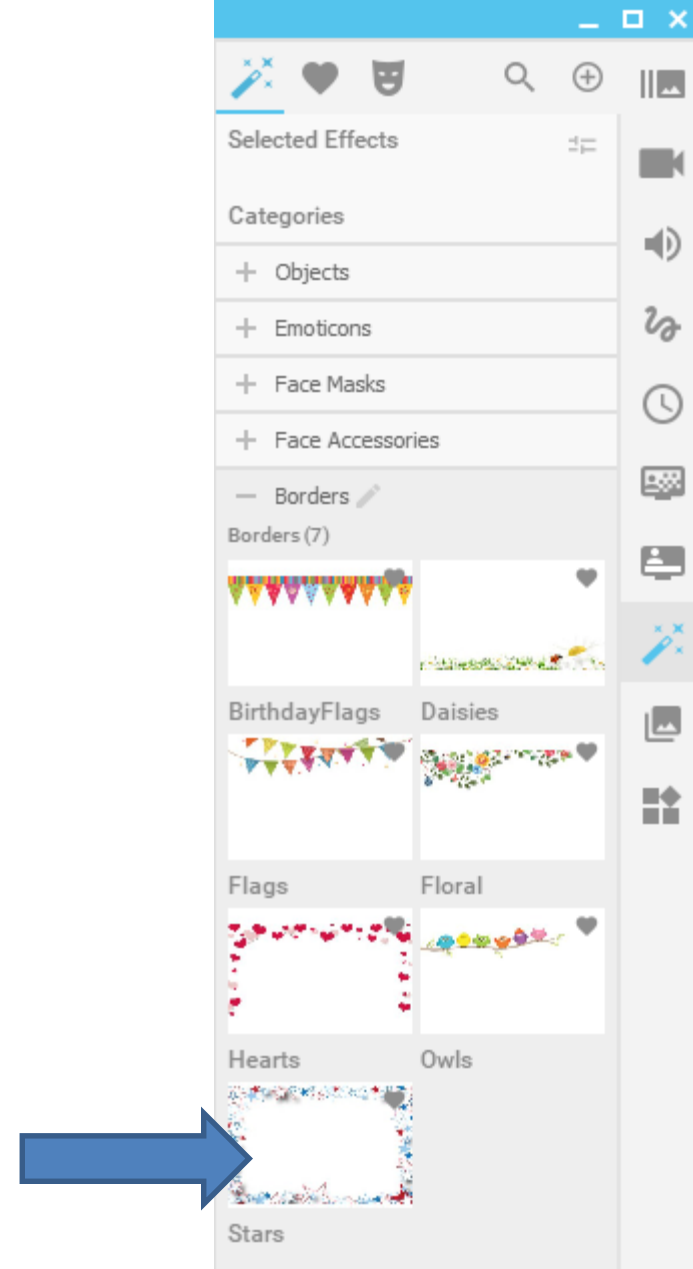 Selected Effects
Categories
Objects
Emoticons
Face Masks
Face Accessories
Borders
Borders (7)
BirthdayFlags Daisies
Flags Floral
Hearts Owls
Stars